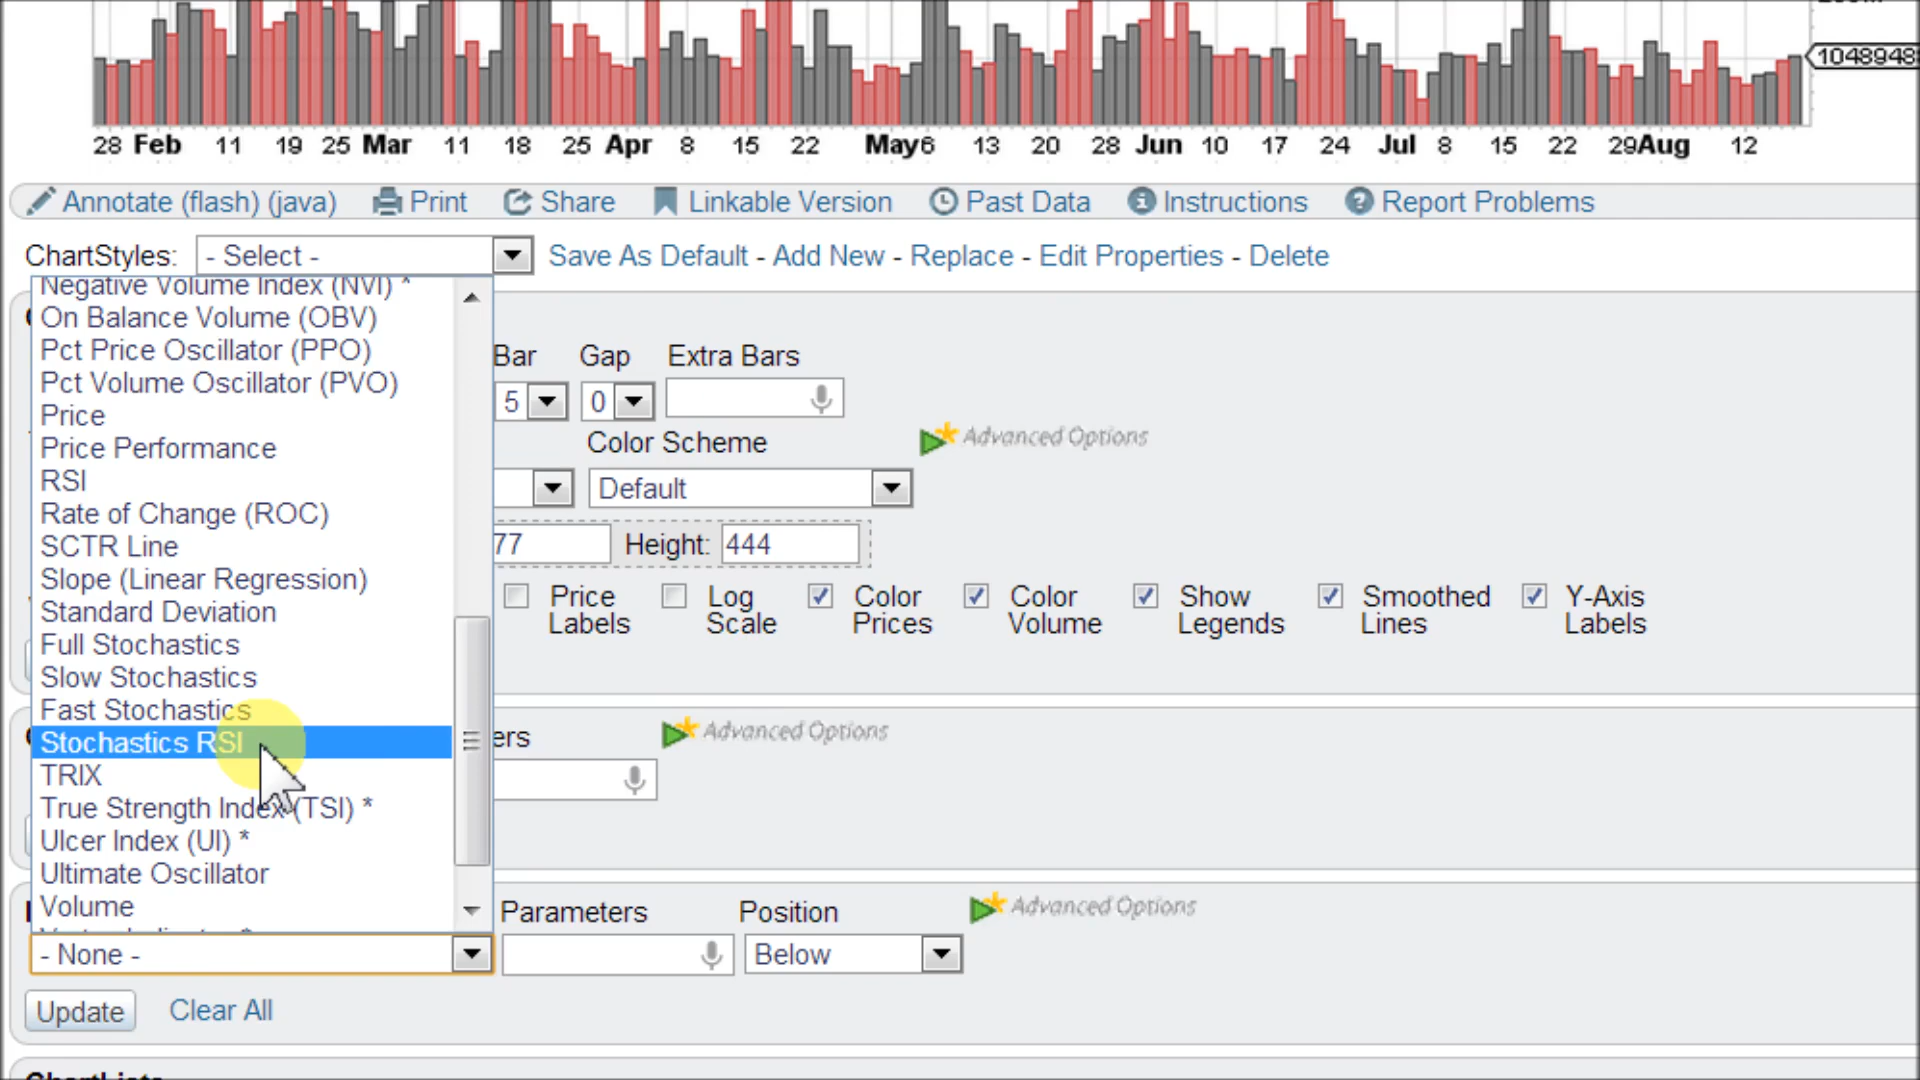 1048948
28 Feb 11 19 25 Mar 11 18 25 Apr 8 15 22 May6 13 20 28 Jun 10 17 24 Jul 8 15 22 29Aug 12
Annotate (flash) (java) Print Share Linkable Version Past Data Instructions Report Problems
ChartStyles: - Select - Save As Default - Add New - Replace - Edit Properties - Delete
Negative Volume Index (NVI) *
On Balance Volume (OBV)
Pct Price Oscillator (PPO)
Pct Volume Oscillator (PVO)
Price
Price Performance
RSI
Rate of Change (ROC)
SCTR Line
Slope (Linear Regression)
Standard Deviation
Full Stochastics
Slow Stochastics
Fast Stochastics
Stochastics RSI
TRIX
True Strength Index (TSI) *
Ulcer Index (UI) *
Ultimate Oscillator
Volume
Bar Gap Extra Bars
5 0
Color Scheme
Advanced Options
Default
77 Height: 444
Price Labels
Log Scale
Color Prices
Color Volume
Show Legends
Smoothed Lines
Y-Axis Labels
ers Advanced Options
Parameters Position Advanced Options
- None - Below
Update Clear All